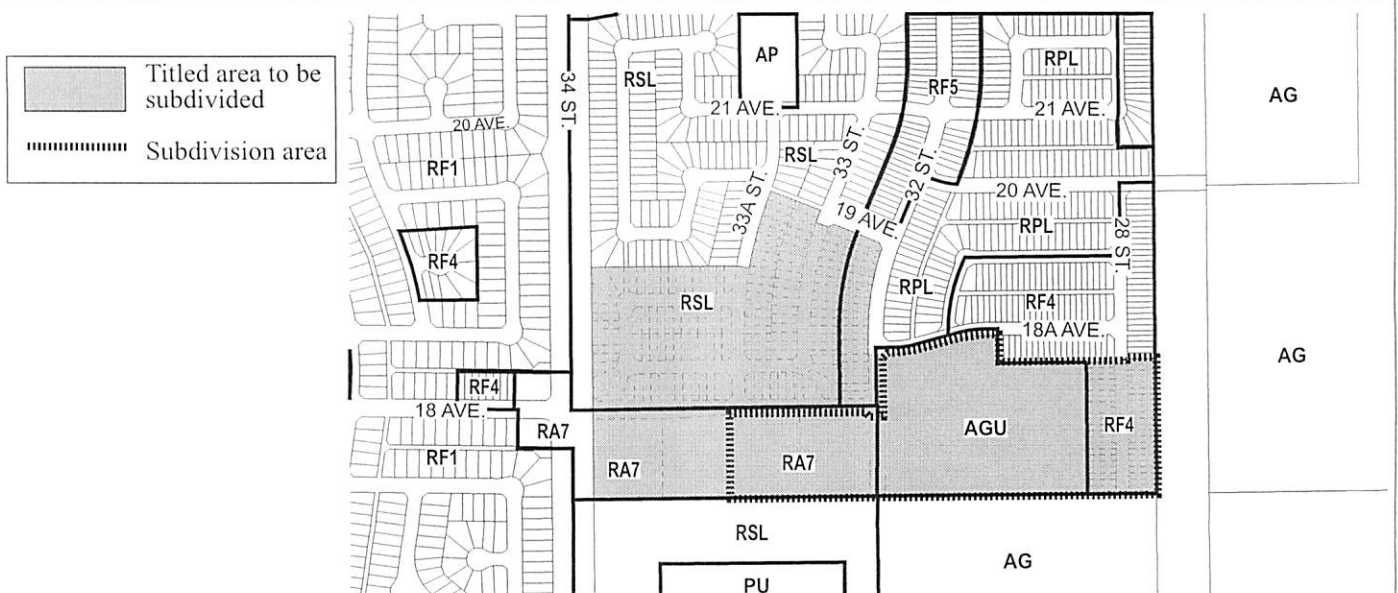 Titled area to be
subdivided
Subdivision area
34 ST.
RSL
AP
RF5
RPL
21 AVE.
21 AVE.
AG
20 AVE.
RF1
RSL
33 ST.
32 ST.
33A ST.
19 AVE.
20 AVE.
RPL
28 ST.
RF4
RSL
RPL
RF4
18A AVE.
AG
RF4
18 AVE.
RA7
RF1
RA7
RA7
AGU
RF4
RSL
AG
PU